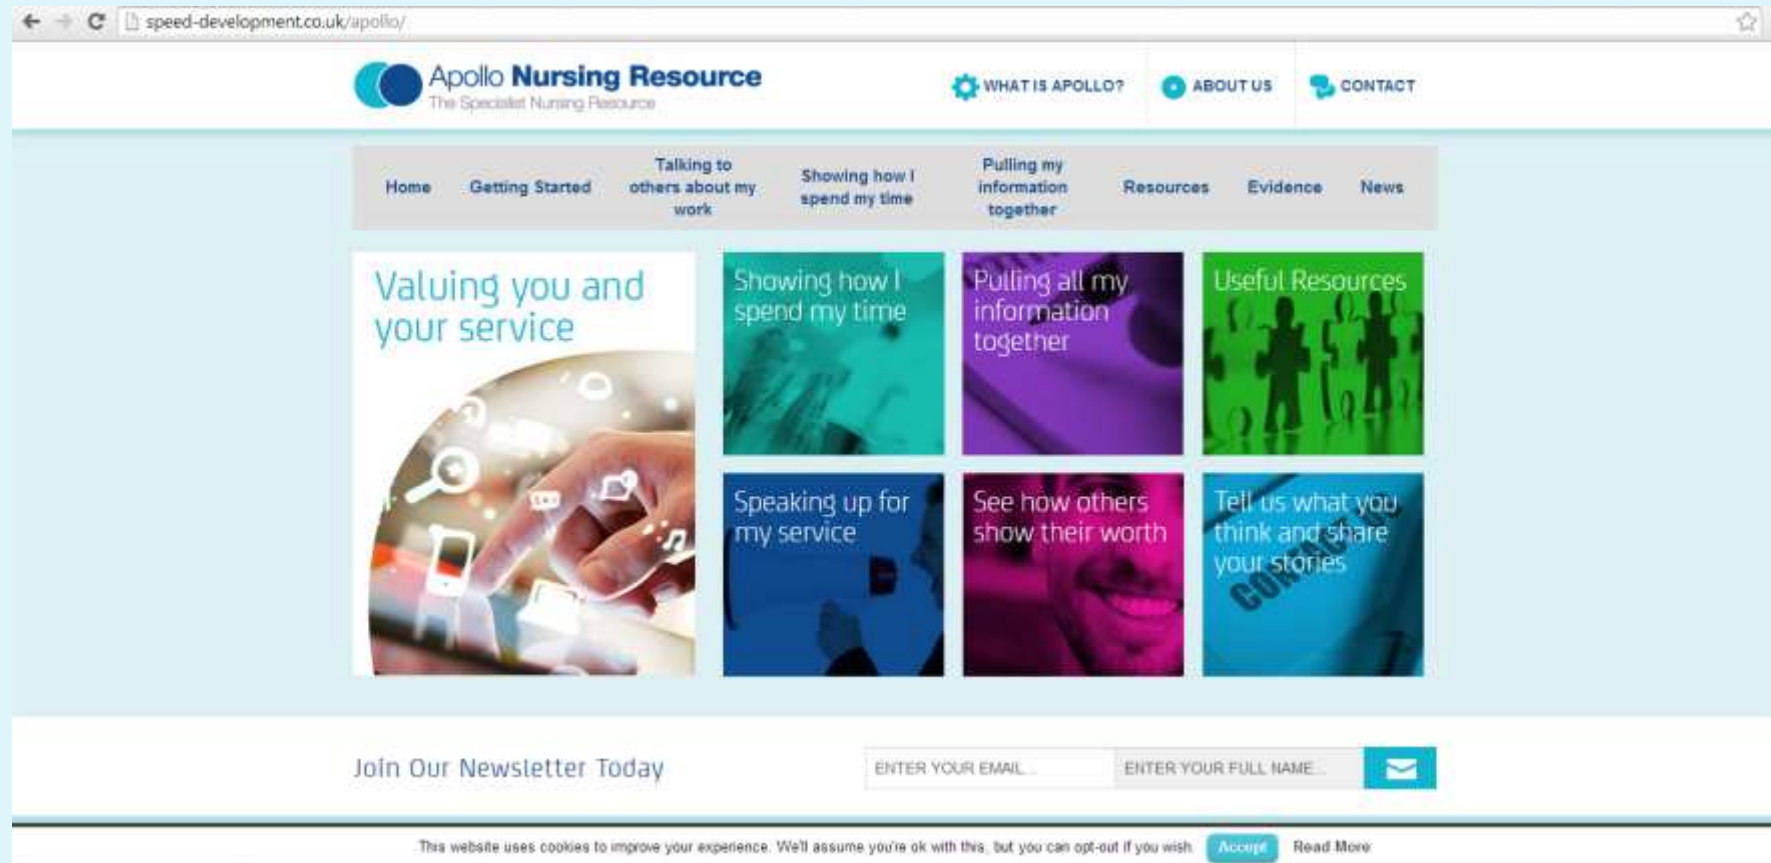 speed-development.co.uk/apollo/
Apollo Nursing Resource
The Specialist Nursing Resource
WHAT IS APOLLO?
ABOUT US
CONTACT
Home
Getting Started
Talking to
others about my
work
Showing how I
spend my time
Pulling my
information
together
Resources
Evidence
News
Valuing you and
your service
Showing how I
spend my time
Pulling all my
information
together
Useful Resources
Speaking up for
my service
See how others
show their worth
Tell us what you
think and share
your stories
CONTACT US
Join Our Newsletter Today
ENTER YOUR EMAIL...
ENTER YOUR FULL NAME...
This website uses cookies to improve your experience. We'll assume you're ok with this, but you can opt-out if you wish.
Accept
Read More